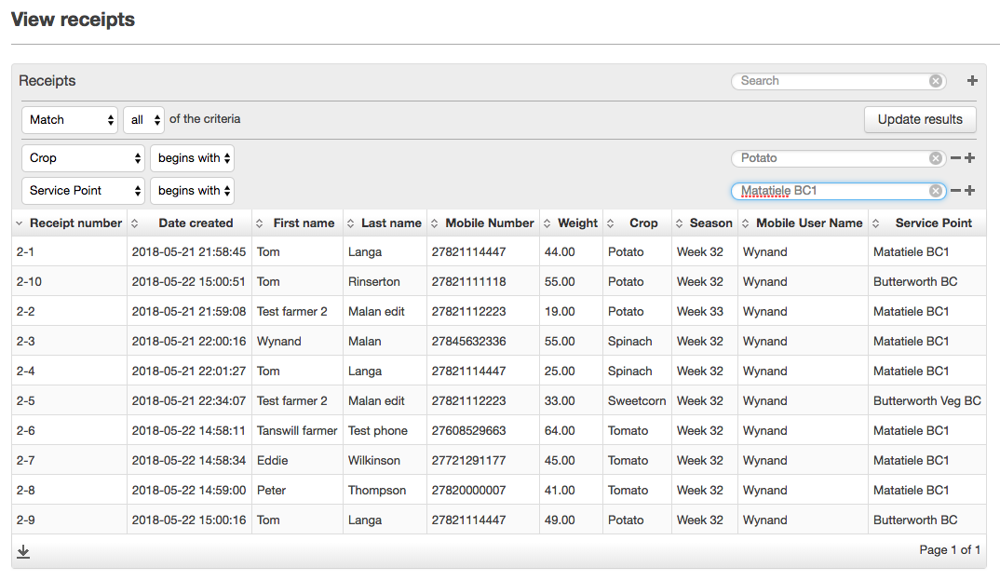 View receipts
Receipts Search
Match all of the criteria Update results
Crop begins with Potato
Service Point begins with Matatiele BC1
Receipt number Date created First name Last name Mobile Number Weight Crop Season Mobile User Name Service Point
2-1 2018-05-21 21:58:45 Tom Langa 27821114447 44.00 Potato Week 32 Wynand Matatiele BC1
2-10 2018-05-22 15:00:51 Tom Rinserton 27821111118 55.00 Potato Week 32 Wynand Butterworth BC
2-2 2018-05-21 21:59:08 Test farmer 2 Malan edit 27821112223 19.00 Potato Week 33 Wynand Matatiele BC1
2-3 2018-05-21 22:00:16 Wynand Malan 27845632336 55.00 Spinach Week 32 Wynand Matatiele BC1
2-4 2018-05-21 22:01:27 Tom Langa 27821114447 25.00 Spinach Week 32 Wynand Matatiele BC1
2-5 2018-05-21 22:34:07 Test farmer 2 Malan edit 27821112223 33.00 Sweetcorn Week 32 Wynand Butterworth Veg BC
2-6 2018-05-22 14:58:11 Tanswill farmer Test phone 27608529663 64.00 Tomato Week 32 Wynand Matatiele BC1
2-7 2018-05-22 14:58:34 Eddie Wilkinson 27721291177 45.00 Tomato Week 32 Wynand Matatiele BC1
2-8 2018-05-22 14:59:00 Peter Thompson 27820000007 41.00 Tomato Week 32 Wynand Matatiele BC1
2-9 2018-05-22 15:00:16 Tom Langa 27821114447 49.00 Potato Week 32 Wynand Butterworth BC
Page 1 of 1